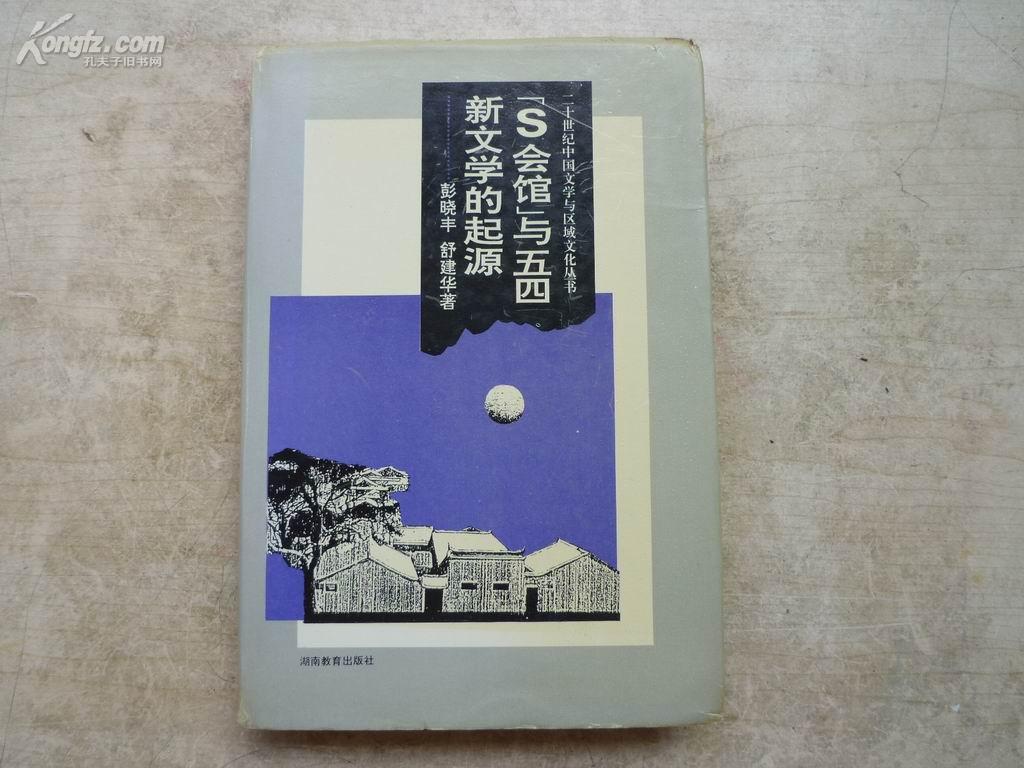 Kongfz.com
孔夫子旧书网
二十世纪中国文学与区域文化丛书
「S会馆」与五四
新文学的起源
彭晓丰 舒建华著
湖南教育出版社